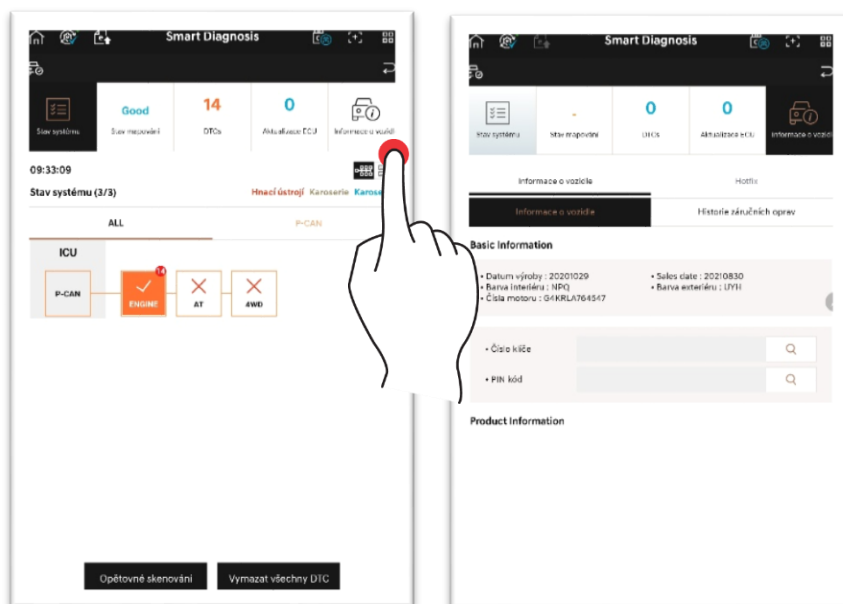 Smart Diagnosis
Good
14
0
Stav systému
Stav mapování
DTCs
Aktualizace ECU
Informace o vozidl
09:33:09
Stav systému (3/3)
Hnací ústrojí Karoserie Karose
ALL
P-CAN
ICU
P-CAN
14
ENGINE
AT
4WD
Opětovné skenování
Vymazat všechny DTC
Smart Diagnosis
-
0
0
Stav systému
Stav mapování
DTCs
Aktualizace ECU
Informace o vozidl
Informace o vozidle
Hotfix
Informace o vozidle
Historie záručních oprav
Basic Information
• Datum výroby : 20201029
• Sales date : 20210830
• Barva interiéru : NPQ
• Barva exteriéru : UYH
• Čísla motoru : G4KRLA764547
• Číslo klíče
• PIN kód
Product Information